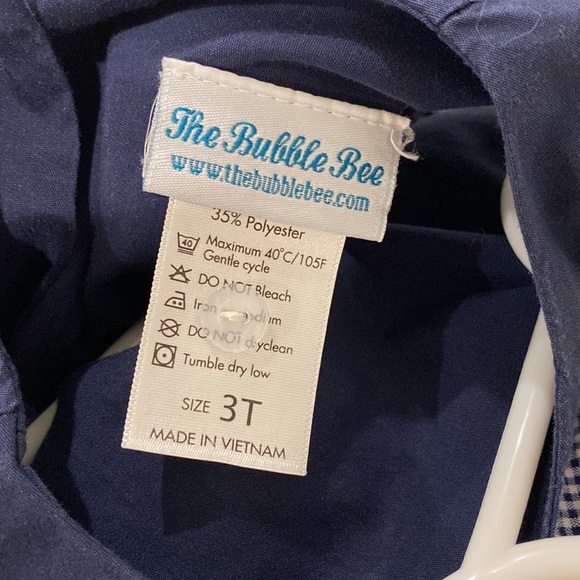 The Bubble Bee
www.thebubblebee.com
35% Polyester
40
Maximum 40°C/105F
Gentle cycle
DO NOT Bleach
Iron
DO NOT dryclean
Tumble dry low
SIZE 3T
MADE IN VIETNAM